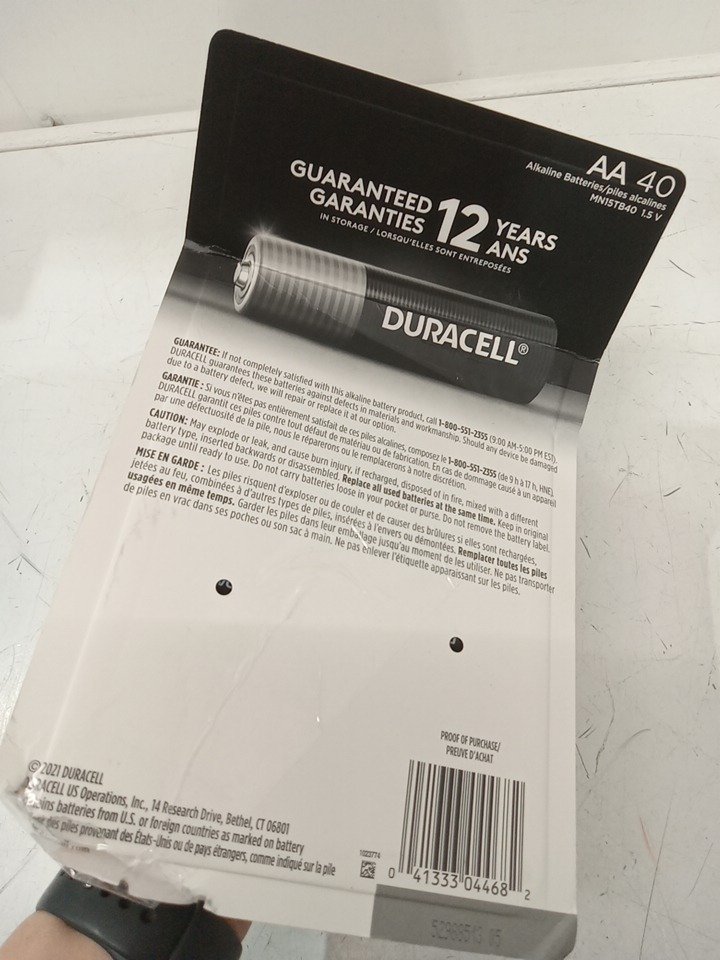 AA 40
Alkaline Batteries/piles alcalines
MN15TB40 1.5 V
GUARANTEED 12 YEARS
GARANTIES ANS
IN STORAGE / LORSQU'ELLES SONT ENTREPOSÉES
DURACELL®
GUARANTEE: If not completely satisfied with this alkaline battery product, call 1-800-551-2355 (9:00 AM-5:00 PM EST).
DURACELL guarantees these batteries against defects in materials and workmanship. Should any device be damaged
due to a battery defect, we will repair or replace it at our option.
GARANTIE : Si vous n'êtes pas entièrement satisfait de ces piles alcalines, composez le 1-800-551-2355 (de 9 h à 17 h, HNE).
DURACELL garantit ces piles contre tout défaut de matériau ou de fabrication. En cas de dommage causé à un appareil
par une défectuosité de la pile, nous le réparerons ou le remplacerons à notre discrétion.
CAUTION: May explode or leak, and cause burn injury, if recharged, disposed of in fire, mixed with a different
battery type, inserted backwards or disassembled. Replace all used batteries at the same time. Keep in original
package until ready to use. Do not carry batteries loose in your pocket or purse. Do not remove the battery label.
MISE EN GARDE : Les piles risquent d'exploser ou de couler et de causer des brûlures si elles sont rechargées,
jetées au feu, combinées à d'autres types de piles, insérées à l'envers ou démontées. Remplacer toutes les piles
usagées en même temps. Garder les piles dans leur emballage jusqu'au moment de les utiliser. Ne pas transporter
de piles en vrac dans ses poches ou son sac à main. Ne pas enlever l'étiquette apparaissant sur les piles.
PROOF OF PURCHASE/
PREUVE D'ACHAT
© 2021 DURACELL
RACELL US Operations, Inc., 14 Research Drive, Bethel, CT 06801
ins batteries from U.S. or foreign countries as marked on battery
des piles provenant des États-Unis ou de pays étrangers, comme indiqué sur la pile
1023774
0 41333 04468 2